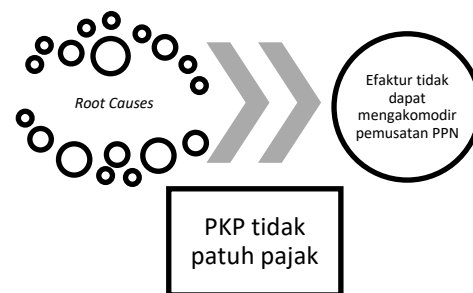 Root Causes
Efaktur tidak
dapat
mengakomodir
pemusatan PPN
PKP tidak
patuh pajak